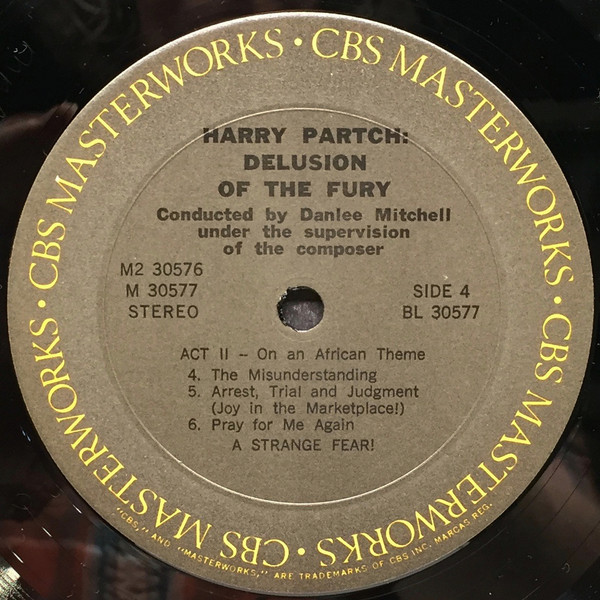 CBS MASTERWORKS · CBS MASTERWORKS · CBS MASTERWORKS · CBS MASTERWORKS ·
HARRY PARTCH:
DELUSION
OF THE FURY
Conducted by Danlee Mitchell
under the supervision
of the composer
M2 30576
M 30577
STEREO
SIDE 4
BL 30577
ACT II – On an African Theme
4. The Misunderstanding
5. Arrest, Trial and Judgment
(Joy in the Marketplace!)
6. Pray for Me Again
A STRANGE FEAR!
"CBS," AND "MASTERWORKS," ARE TRADEMARKS OF CBS INC. MARCAS REG.